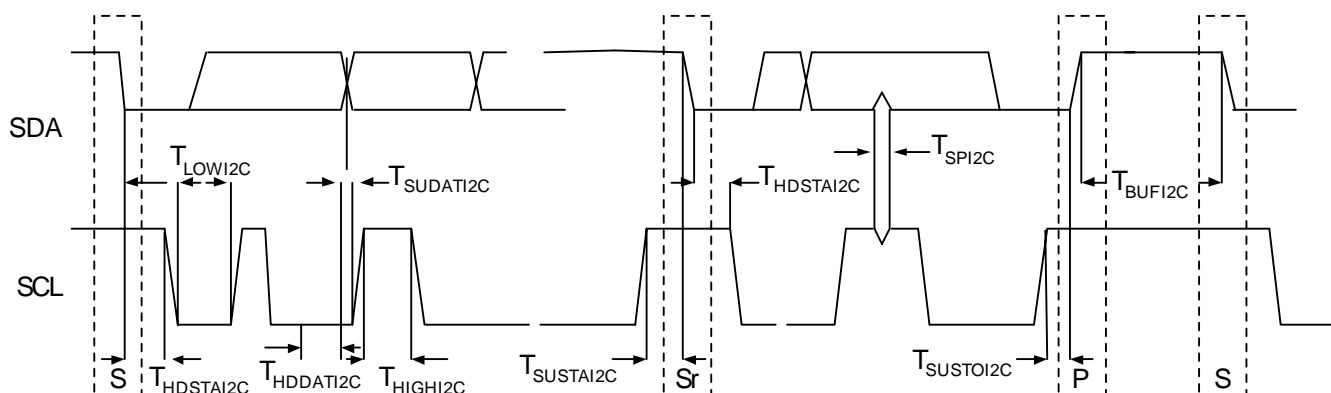 SDA
T_LOWI2C
T_SUDATI2C
T_HDSTAI2C
T_SPI2C
T_BUFI2C
SCL
S
T_HDSTAI2C
T_HDDATI2C
T_HIGHI2C
T_SUSTAI2C
Sr
T_SUSTOI2C
P
S